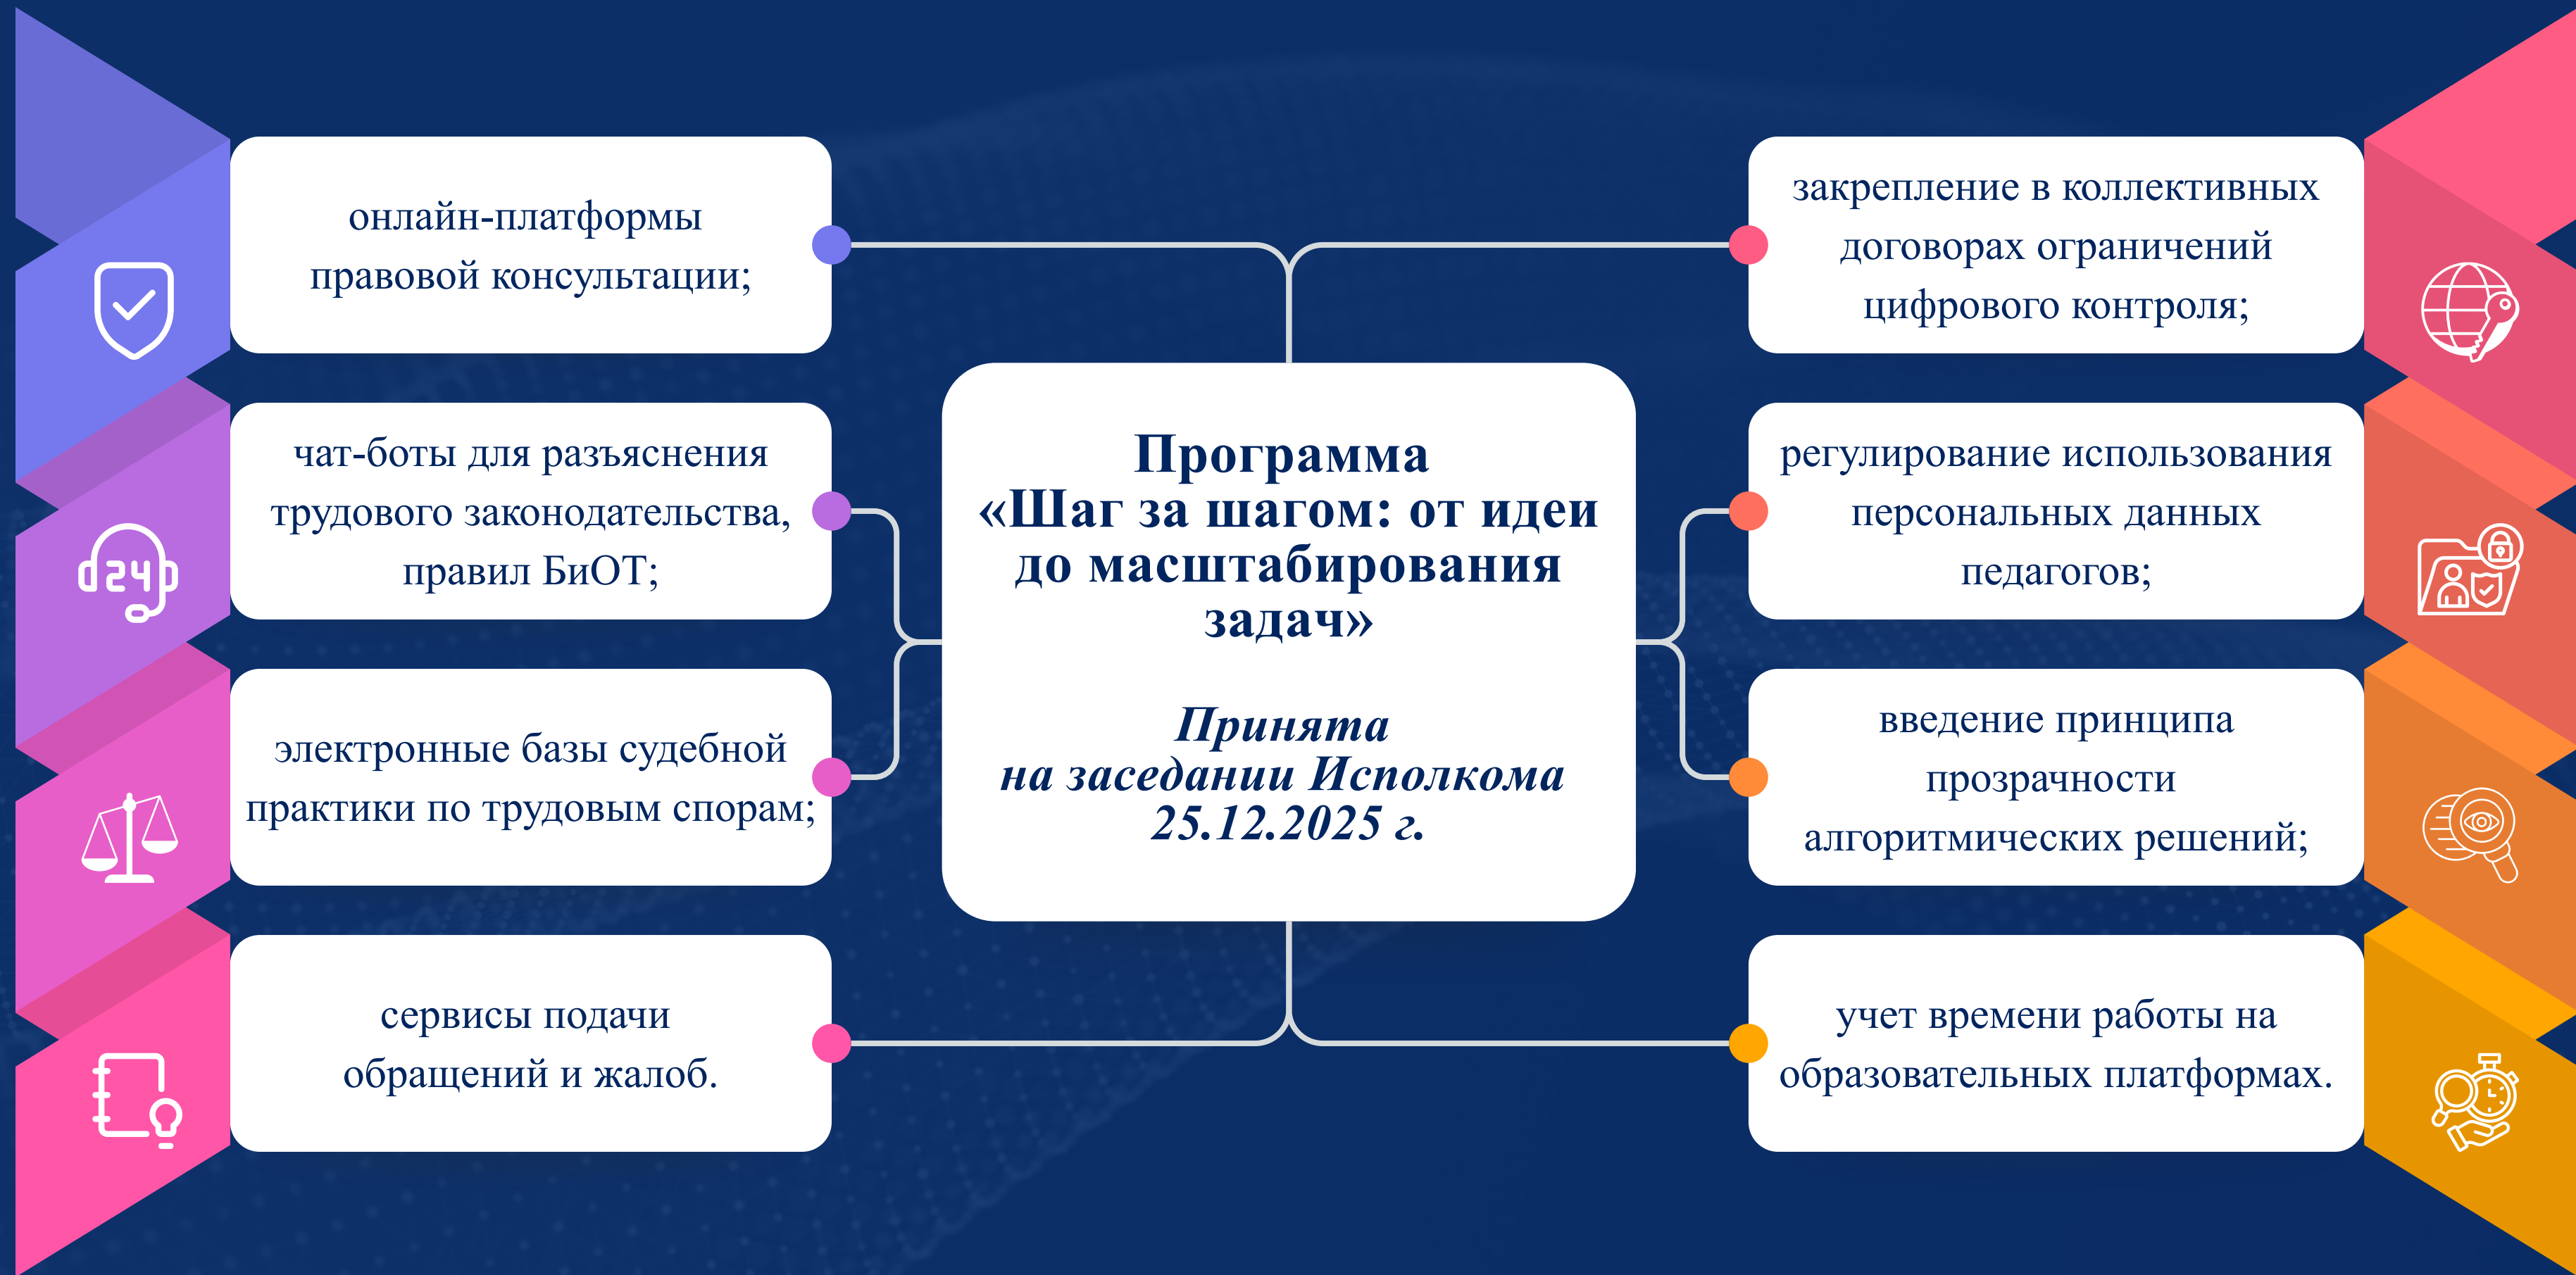 онлайн-платформы
правовой консультации;
чат-боты для разъяснения
трудового законодательства,
правил БиОТ;
24
электронные базы судебной
практики по трудовым спорам;
сервисы подачи
обращений и жалоб.
Программа
«Шаг за шагом: от идеи
до масштабирования
задач»
Принята
на заседании Исполкома
25.12.2025 г.
закрепление в коллективных
договорах ограничений
цифрового контроля;
регулирование использования
персональных данных
педагогов;
введение принципа
прозрачности
алгоритмических решений;
учет времени работы на
образовательных платформах.